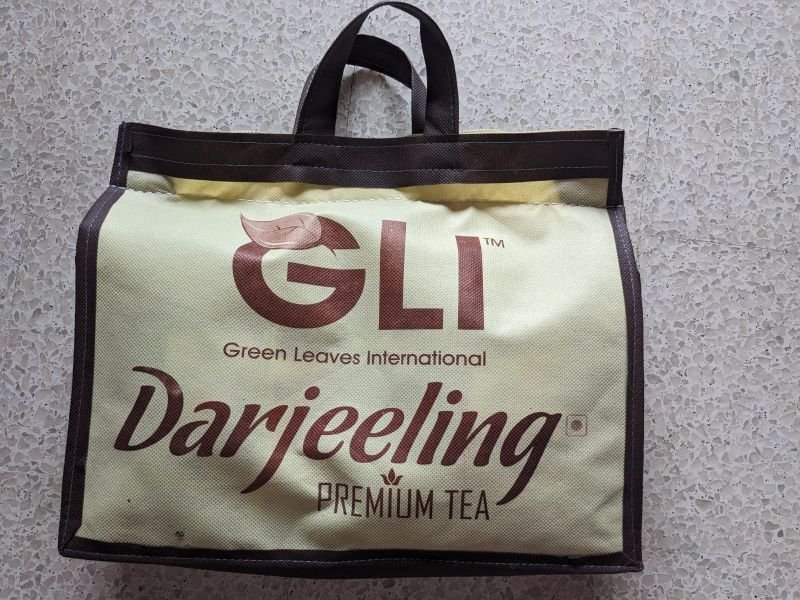 GLI™
Green Leaves International
Darjeeling
PREMIUM TEA